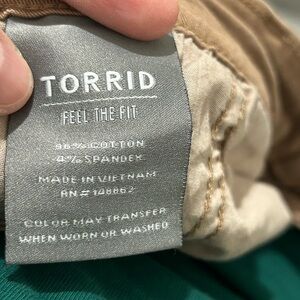 TORRID
FEEL THE FIT
96% COTTON
4% SPANDEX
MADE IN VIETNAM
RN# 148862
COLOR MAY TRANSFER
WHEN WORN OR WASHED